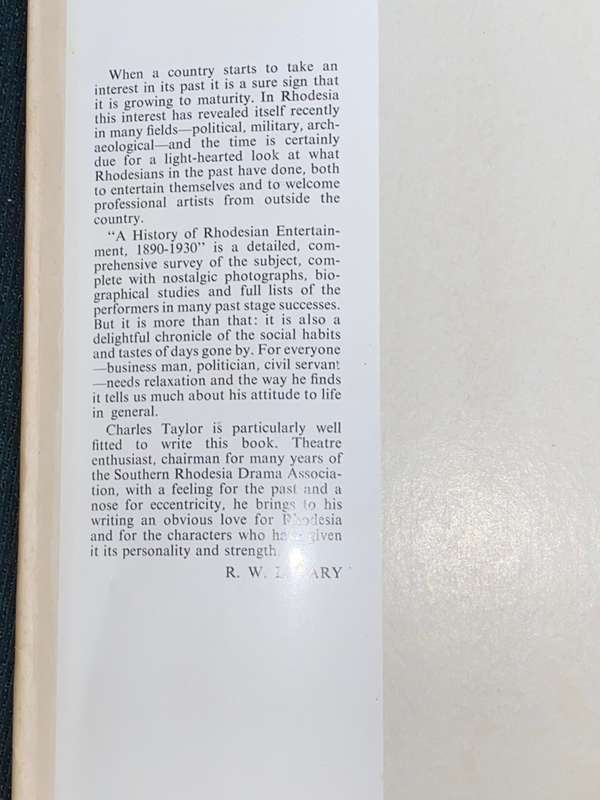 When a country starts to take an
interest in its past it is a sure sign that
it is growing to maturity. In Rhodesia
this interest has revealed itself recently
in many fields—political, military, arch-
aeological—and the time is certainly
due for a light-hearted look at what
Rhodesians in the past have done, both
to entertain themselves and to welcome
professional artists from outside the
country.
"A History of Rhodesian Entertain-
ment, 1890-1930" is a detailed, com-
prehensive survey of the subject, com-
plete with nostalgic photographs, bio-
graphical studies and full lists of the
performers in many past stage successes.
But it is more than that: it is also a
delightful chronicle of the social habits
and tastes of days gone by. For everyone
—business man, politician, civil servant
—needs relaxation and the way he finds
it tells us much about his attitude to life
in general.
Charles Taylor is particularly well
fitted to write this book. Theatre
enthusiast, chairman for many years of
the Southern Rhodesia Drama Associa-
tion, with a feeling for the past and a
nose for eccentricity, he brings to his
writing an obvious love for Rhodesia
and for the characters who have given
it its personality and strength
R. W.